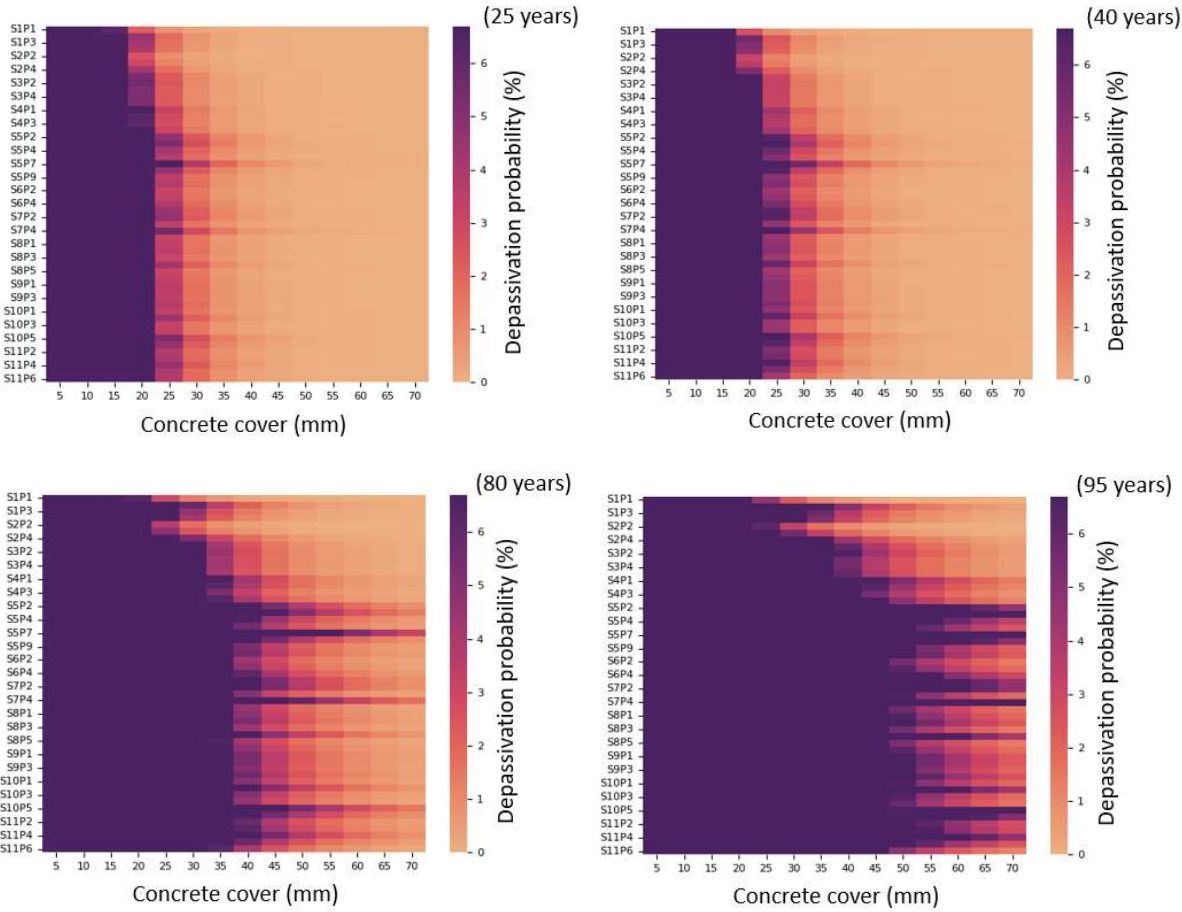 (25 years)
S1P1
S1P3
S2P2
S2P4
S3P2
S3P4
S4P1
S4P3
S5P2
S5P4
S5P7
S5P9
S6P2
S6P4
S7P2
S7P4
S8P1
S8P3
S8P5
S9P1
S9P3
S10P1
S10P3
S10P5
S11P2
S11P4
S11P6
5 10 15 20 25 30 35 40 45 50 55 60 65 70
Concrete cover (mm)
6
5
4
3
2
1
0
Depassivation probability (%)
(40 years)
S1P1
S1P3
S2P2
S2P4
S3P2
S3P4
S4P1
S4P3
S5P2
S5P4
S5P7
S5P9
S6P2
S6P4
S7P2
S7P4
S8P1
S8P3
S8P5
S9P1
S9P3
S10P1
S10P3
S10P5
S11P2
S11P4
S11P6
5 10 15 20 25 30 35 40 45 50 55 60 65 70
Concrete cover (mm)
6
5
4
3
2
1
0
Depassivation probability (%)
(80 years)
S1P1
S1P3
S2P2
S2P4
S3P2
S3P4
S4P1
S4P3
S5P2
S5P4
S5P7
S5P9
S6P2
S6P4
S7P2
S7P4
S8P1
S8P3
S8P5
S9P1
S9P3
S10P1
S10P3
S10P5
S11P2
S11P4
S11P6
5 10 15 20 25 30 35 40 45 50 55 60 65 70
Concrete cover (mm)
6
5
4
3
2
1
0
Depassivation probability (%)
(95 years)
S1P1
S1P3
S2P2
S2P4
S3P2
S3P4
S4P1
S4P3
S5P2
S5P4
S5P7
S5P9
S6P2
S6P4
S7P2
S7P4
S8P1
S8P3
S8P5
S9P1
S9P3
S10P1
S10P3
S10P5
S11P2
S11P4
S11P6
5 10 15 20 25 30 35 40 45 50 55 60 65 70
Concrete cover (mm)
6
5
4
3
2
1
0
Depassivation probability (%)